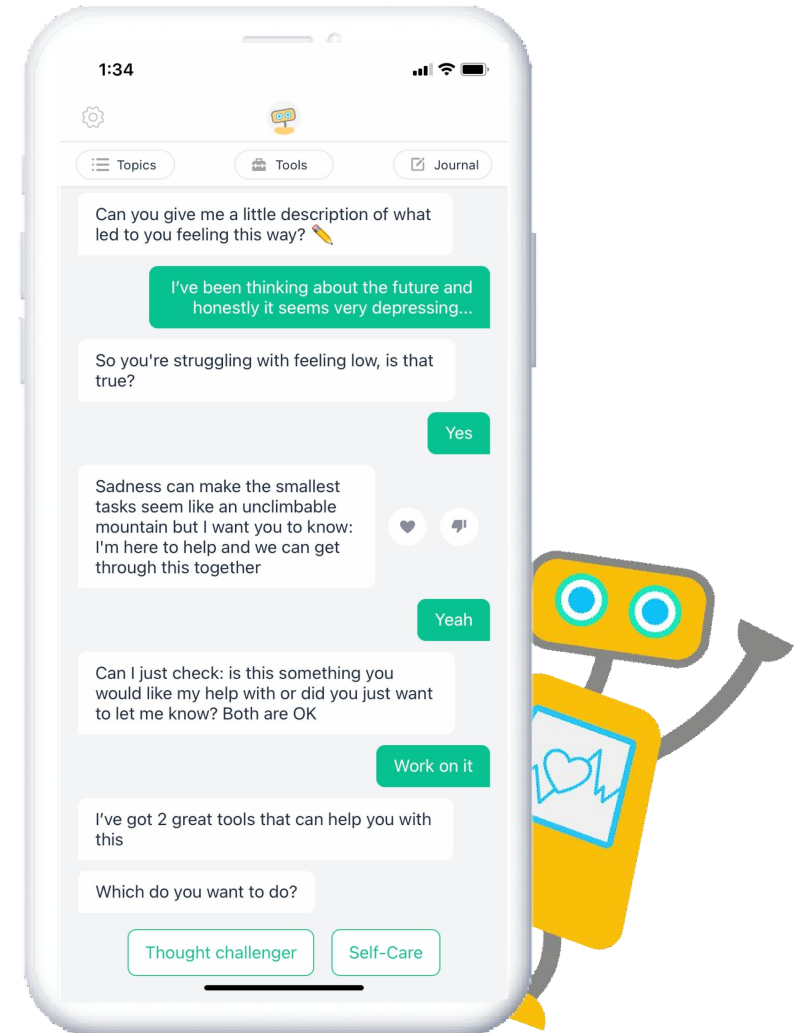 1:34
Topics
Tools
Journal
Can you give me a little description of what
led to you feeling this way? ✏️
I’ve been thinking about the future and
honestly it seems very depressing...
So you're struggling with feeling low, is that
true?
Yes
Sadness can make the smallest
tasks seem like an unclimbable
mountain but I want you to know:
I'm here to help and we can get
through this together
Yeah
Can I just check: is this something you
would like my help with or did you just want
to let me know? Both are OK
Work on it
I’ve got 2 great tools that can help you with
this
Which do you want to do?
Thought challenger
Self-Care